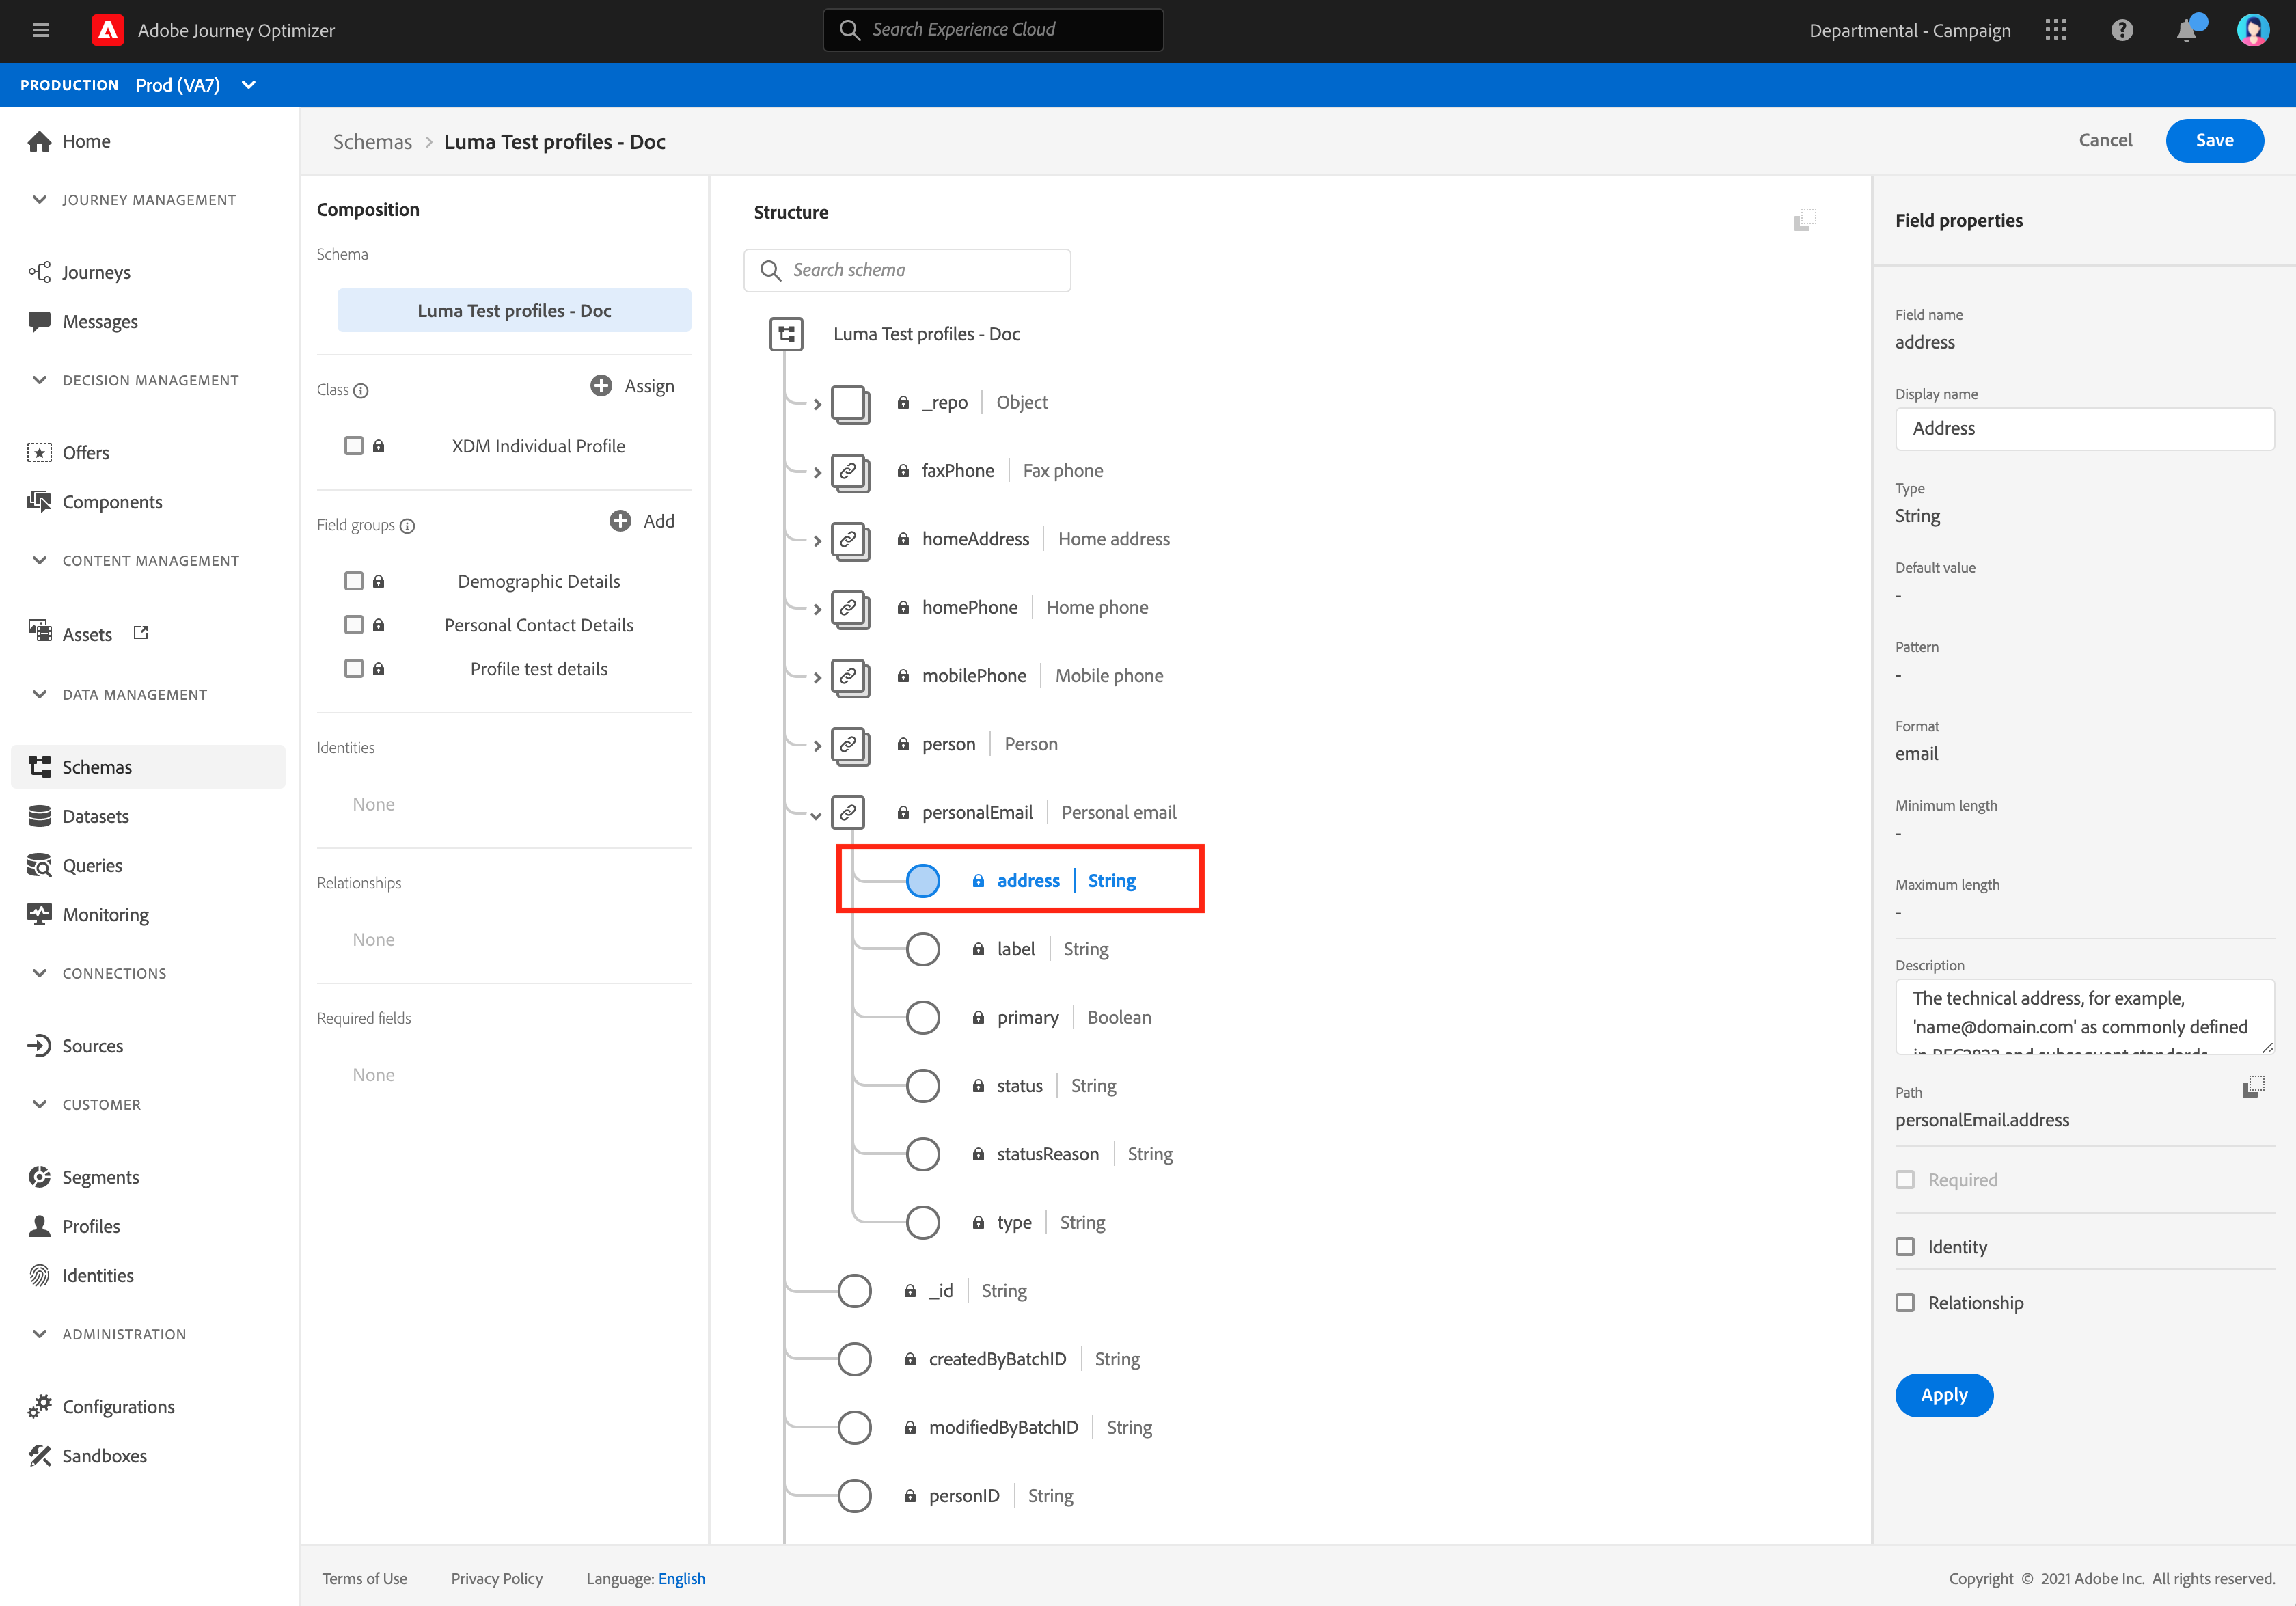 Adobe Journey Optimizer
Search Experience Cloud
Departmental - Campaign
PRODUCTION Prod (VA7)
Home
JOURNEY MANAGEMENT
Journeys
Messages
DECISION MANAGEMENT
Offers
Components
CONTENT MANAGEMENT
Assets
DATA MANAGEMENT
Schemas
Datasets
Queries
Monitoring
CONNECTIONS
Sources
CUSTOMER
Segments
Profiles
Identities
ADMINISTRATION
Configurations
Sandboxes
Schemas > Luma Test profiles - Doc
Cancel
Save
Composition
Schema
Luma Test profiles - Doc
Class
Assign
XDM Individual Profile
Field groups
Add
Demographic Details
Personal Contact Details
Profile test details
Identities
None
Relationships
None
Required fields
None
Structure
Search schema
Luma Test profiles - Doc
_repo | Object
faxPhone | Fax phone
homeAddress | Home address
homePhone | Home phone
mobilePhone | Mobile phone
person | Person
personalEmail | Personal email
address | String
label | String
primary | Boolean
status | String
statusReason | String
type | String
_id | String
createdByBatchID | String
modifiedByBatchID | String
personID | String
Field properties
Field name
address
Display name
Address
Type
String
Default value
-
Pattern
-
Format
email
Minimum length
-
Maximum length
-
Description
The technical address, for example,
'name@domain.com' as commonly defined
in RFC2822 and subsequent standards
Path
personalEmail.address
Required
Identity
Relationship
Apply
Terms of Use
Privacy Policy
Language: English
Copyright © 2021 Adobe Inc. All rights reserved.